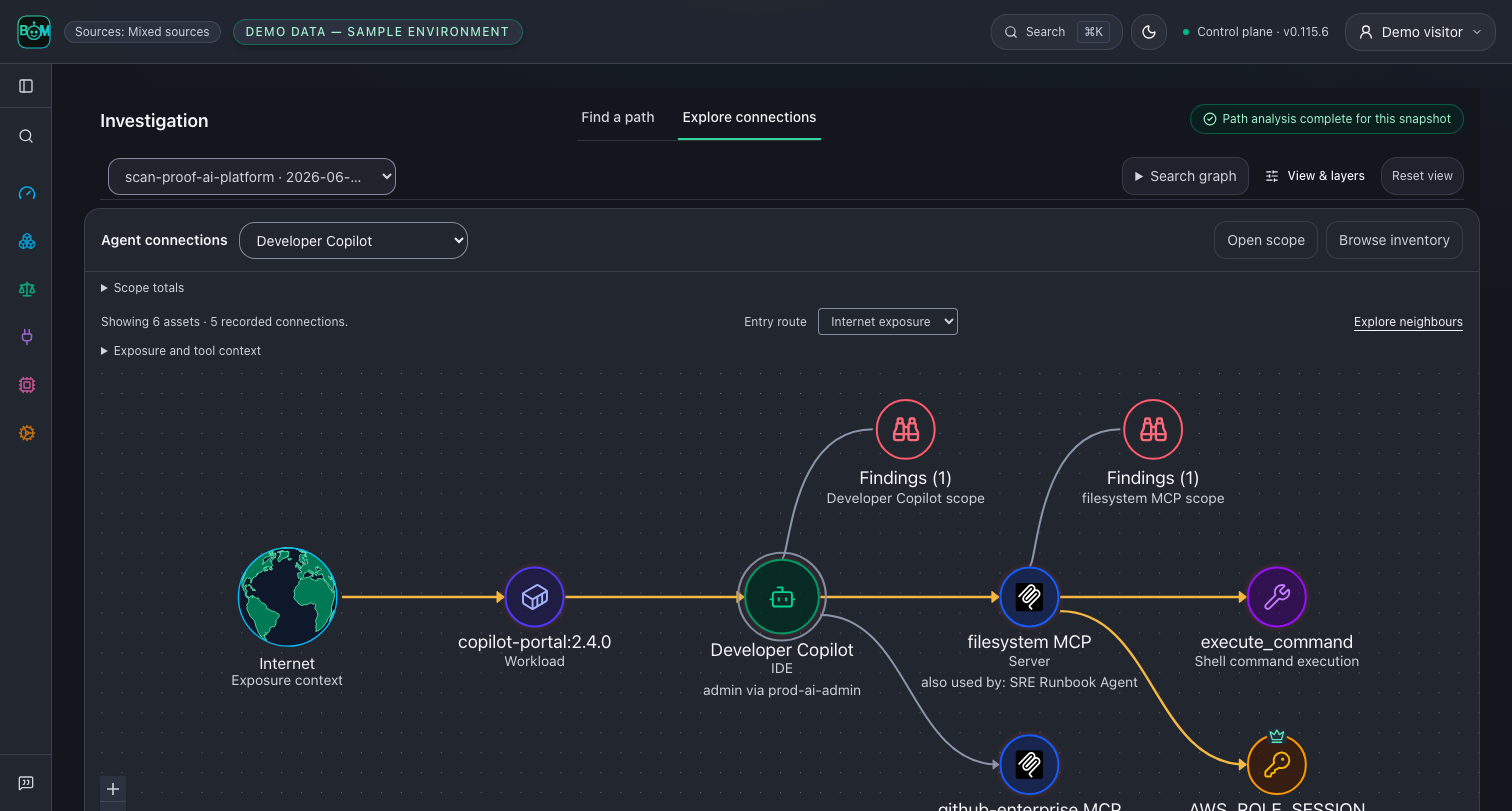 BOM
Sources: Mixed sources
DEMO DATA — SAMPLE ENVIRONMENT
Search
⌘K
Control plane · v0.115.6
Demo visitor
Investigation
Find a path
Explore connections
Path analysis complete for this snapshot
scan-proof-ai-platform · 2026-06-...
Search graph
View & layers
Reset view
Agent connections
Developer Copilot
Open scope
Browse inventory
Scope totals
Showing 6 assets · 5 recorded connections.
Entry route
Internet exposure
Explore neighbours
Exposure and tool context
Findings (1)
Developer Copilot scope
Findings (1)
filesystem MCP scope
Internet
Exposure context
copilot-portal:2.4.0
Workload
Developer Copilot
IDE
admin via prod-ai-admin
filesystem MCP
Server
also used by: SRE Runbook Agent
execute_command
Shell command execution
github-enterprise MCP
AWS_ROLE_SESSION